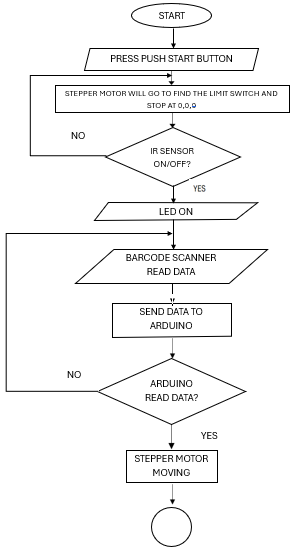 START
PRESS PUSH START BUTTON
STEPPER MOTOR WILL GO TO FIND THE LIMIT SWITCH AND
STOP AT 0,0,0
NO
IR SENSOR
ON/OFF?
YES
LED ON
BARCODE SCANNER
READ DATA
SEND DATA TO
ARDUINO
NO
ARDUINO
READ DATA?
YES
STEPPER MOTOR
MOVING